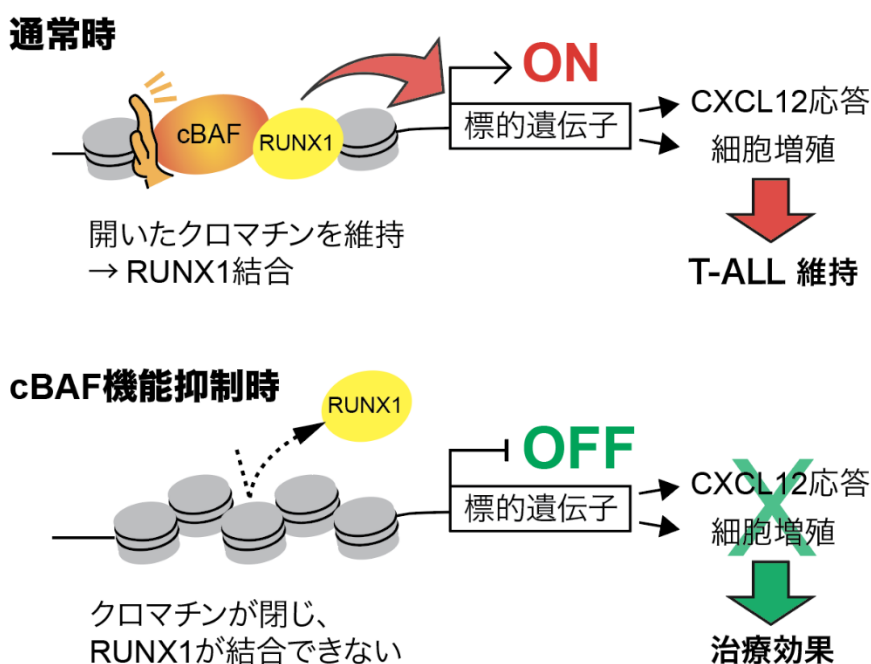 通常時
cBAF
RUNX1
ON
標的遺伝子
CXCL12応答
細胞増殖
開いたクロマチンを維持
→ RUNX1結合
T-ALL 維持
cBAF機能抑制時
RUNX1
OFF
標的遺伝子
CXCL12応答
細胞増殖
X
クロマチンが閉じ、
RUNX1が結合できない
治療効果